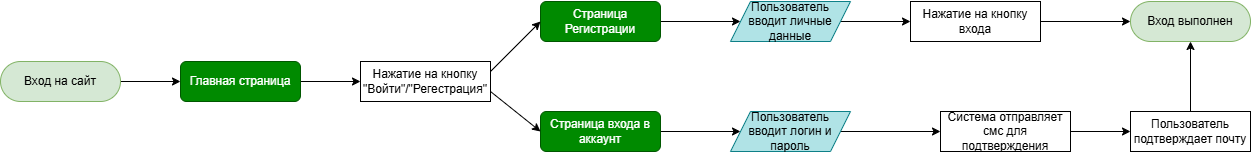 Вход на сайт
Главная страница
Нажатие на кнопку
"Войти"/"Регестрация"
Страница
Регистрации
Пользователь
вводит личные
данные
Нажатие на кнопку
входа
Вход выполнен
Страница входа в
аккаунт
Пользователь
вводит логин и
пароль
Система отправляет
смс для
подтверждения
Пользователь
подтверждает почту